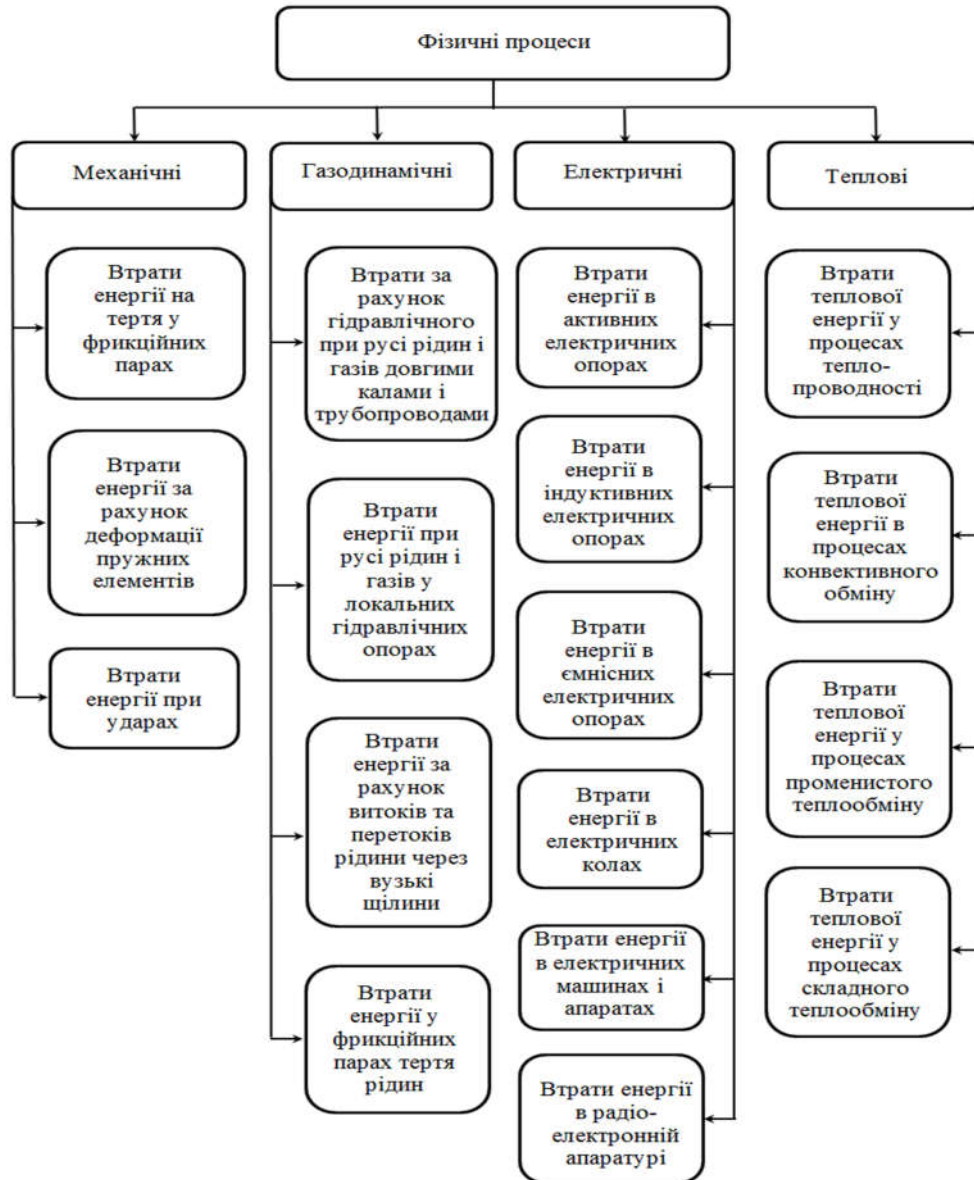 Фізичні процеси
Механічні
Газодинамічні
Електричні
Теплові
Втрати
енергії на
тертя у
фрикційних
парах
Втрати
енергії за
рахунок
деформації
пружних
елементів
Втрати
енергії при
ударах
Втрати за
рахунок
гідравлічного
при русі рідин і
газів довгими
калами і
трубопроводами
Втрати
енергії при
русі рідин і
газів у
локальних
гідравлічних
опорах
Втрати
енергії за
рахунок
витоків та
перетоків
рідини через
вузькі
щілини
Втрати
енергії у
фрикційних
парах тертя
рідин
Втрати
енергії в
активних
електричних
опорах
Втрати
енергії в
індуктивних
електричних
опорах
Втрати
енергії в
ємнісних
електричних
опорах
Втрати
енергії в
електричних
колах
Втрати енергії
в електричних
машинах і
апаратах
Втрати енергії
в радіо-
електронній
апаратурі
Втрати
теплової
енергії у
процесах
тепло-
проводності
Втрати
теплової
енергії в
процесах
конвективного
обміну
Втрати
теплової
енергії у
процесах
променистого
теплообміну
Втрати
теплової
енергії у
процесах
складного
теплообміну